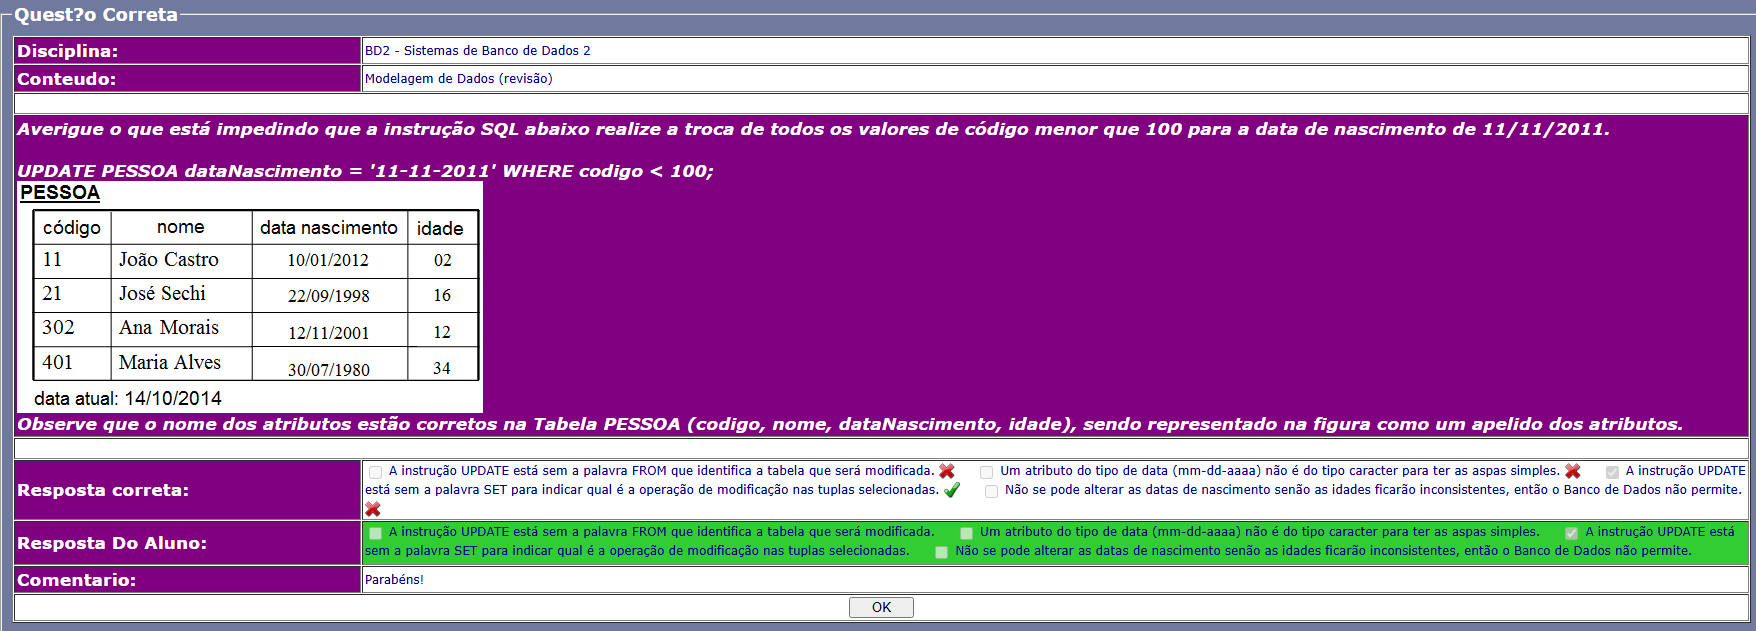 Quest?o Correta
Disciplina: BD2 - Sistemas de Banco de Dados 2
Conteudo: Modelagem de Dados (revisão)
Averigue o que está impedindo que a instrução SQL abaixo realize a troca de todos os valores de código menor que 100 para a data de nascimento de 11/11/2011.
UPDATE PESSOA dataNascimento = '11-11-2011' WHERE codigo < 100;
PESSOA
código nome data nascimento idade
11 João Castro 10/01/2012 02
21 José Sechi 22/09/1998 16
302 Ana Morais 12/11/2001 12
401 Maria Alves 30/07/1980 34
data atual: 14/10/2014
Observe que o nome dos atributos estão corretos na Tabela PESSOA (codigo, nome, dataNascimento, idade), sendo representado na figura como um apelido dos atributos.
Resposta correta:
A instrução UPDATE está sem a palavra FROM que identifica a tabela que será modificada. Um atributo do tipo de data (mm-dd-aaaa) não é do tipo caracter para ter as aspas simples. A instrução UPDATE
está sem a palavra SET para indicar qual é a operação de modificação nas tuplas selecionadas. Não se pode alterar as datas de nascimento senão as idades ficarão inconsistentes, então o Banco de Dados não permite.
Resposta Do Aluno:
A instrução UPDATE está sem a palavra FROM que identifica a tabela que será modificada. Um atributo do tipo de data (mm-dd-aaaa) não é do tipo caracter para ter as aspas simples. A instrução UPDATE está
sem a palavra SET para indicar qual é a operação de modificação nas tuplas selecionadas. Não se pode alterar as datas de nascimento senão as idades ficarão inconsistentes, então o Banco de Dados não permite.
Comentario: Parabéns!
OK